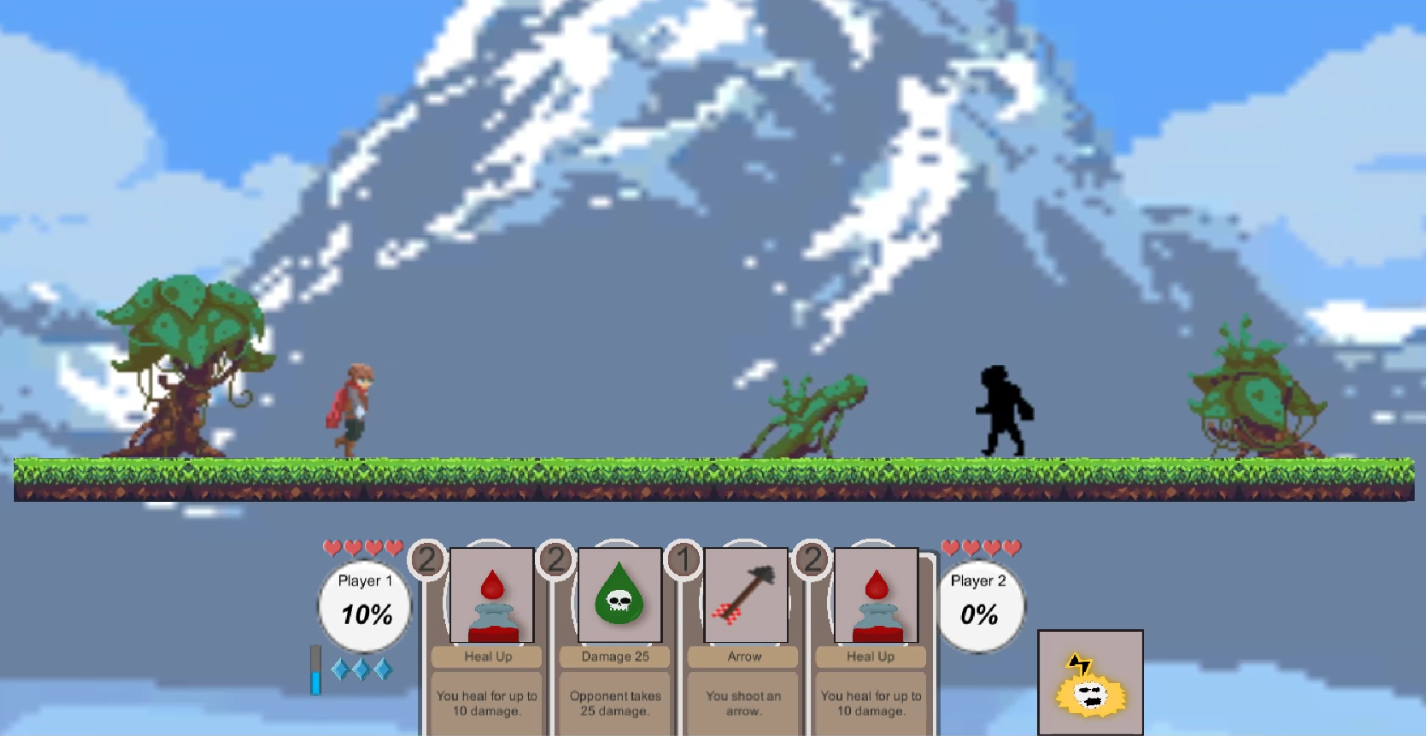 Player 1
10%
2
Heal Up
You heal for up to
10 damage.
2
Damage 25
Opponent takes
25 damage.
1
Arrow
You shoot an
arrow.
2
Heal Up
You heal for up to
10 damage.
Player 2
0%